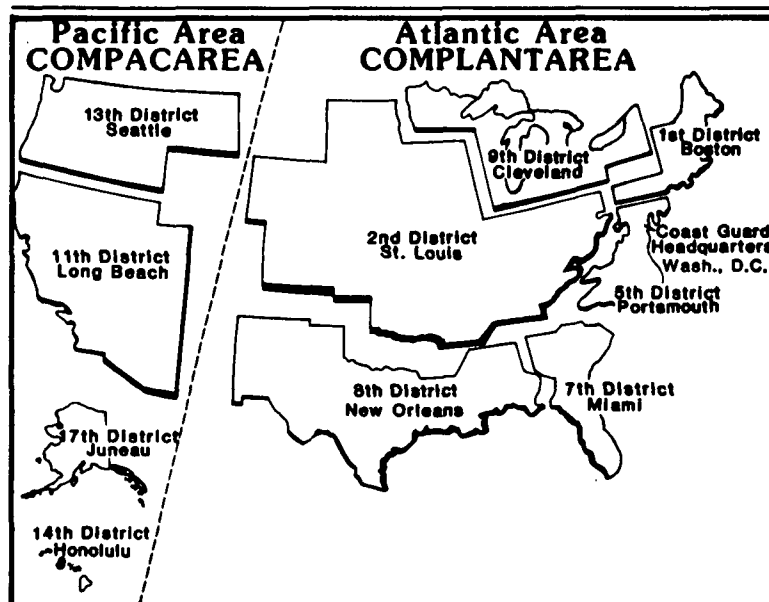 Pacific Area
COMPACAREA
Atlantic Area
COMPLANTAREA
13th District
Seattle
9th District
Cleveland
1st District
Boston
11th District
Long Beach
2nd District
St. Louis
Coast Guard
Headquarters
Wash., D.C.
5th District
Portsmouth
8th District
New Orleans
7th District
Miami
17th District
Juneau
14th District
Honolulu